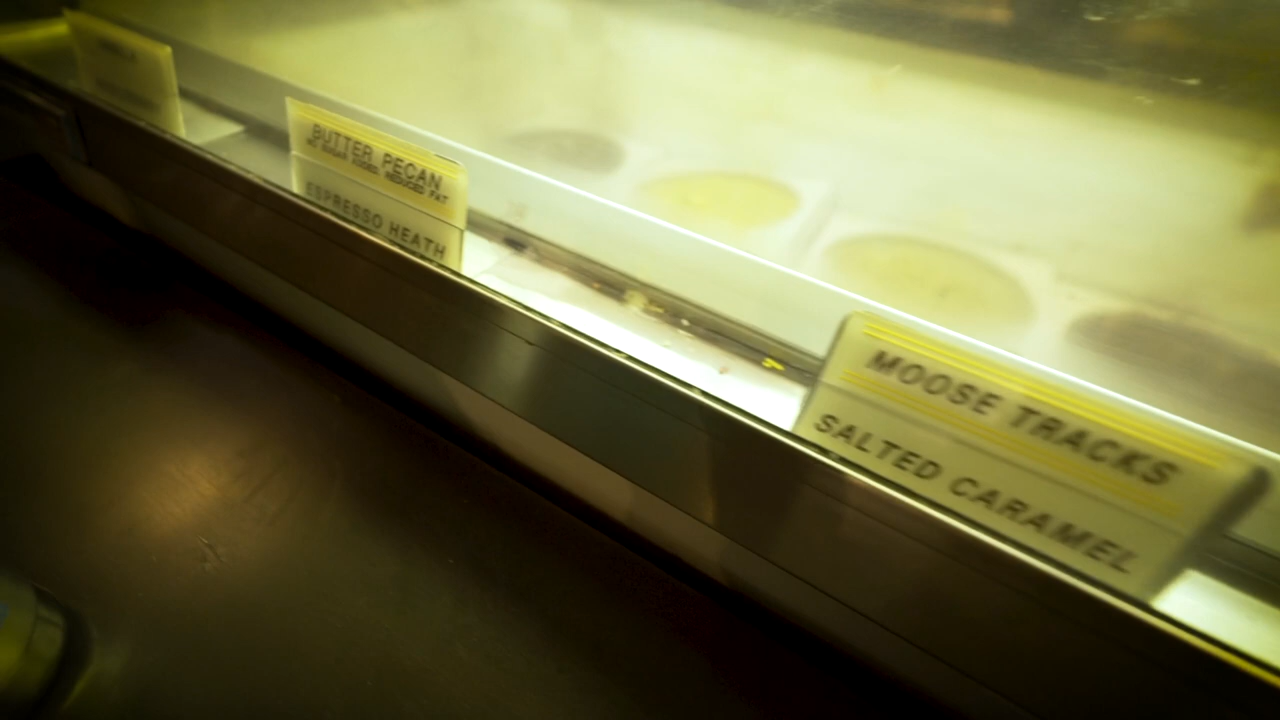 BUTTER PECAN
NO SUGAR ADDED REDUCED FAT
ESPRESSO HEATH
MOOSE TRACKS
SALTED CARAMEL